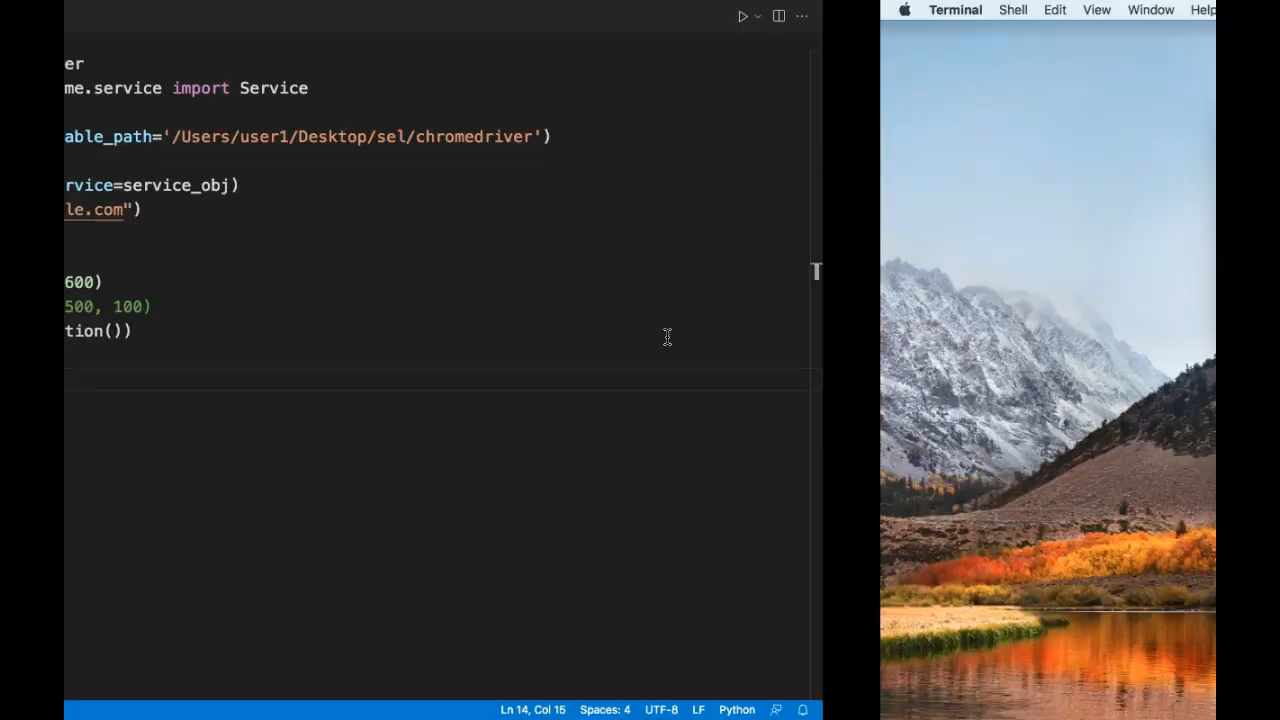 er
me.service import Service
able_path='/Users/user1/Desktop/sel/chromedriver')
rvice=service_obj)
le.com")
600)
500, 100)
tion())
Ln 14, Col 15 Spaces: 4 UTF-8 LF Python
Terminal Shell Edit View Window Help